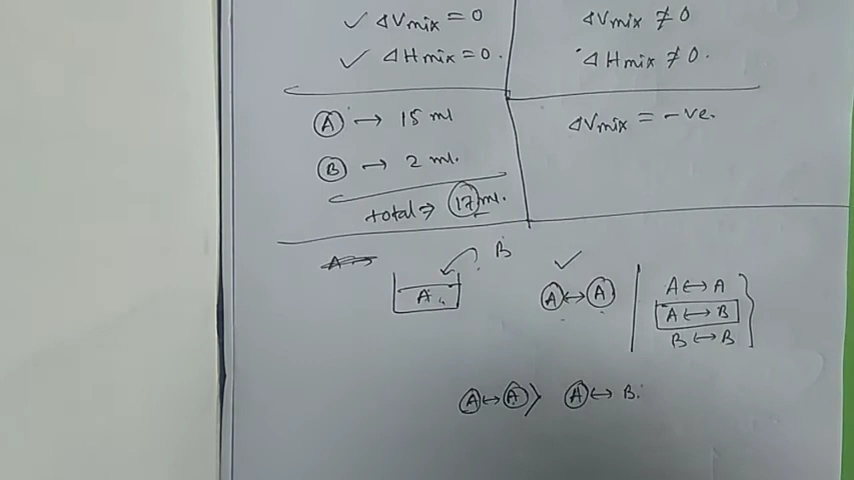 ✓ ΔVmix = 0
✓ ΔHmix = 0.
ΔVmix ≠ 0
ΔHmix ≠ 0.
A → 15 ml
B → 2 ml.
total ⇒ 17 ml.
ΔVmix = -ve.
B
A
✓
A ↔ A
A ↔ A
A ↔ B
B ↔ B
A ↔ A > A ↔ B.